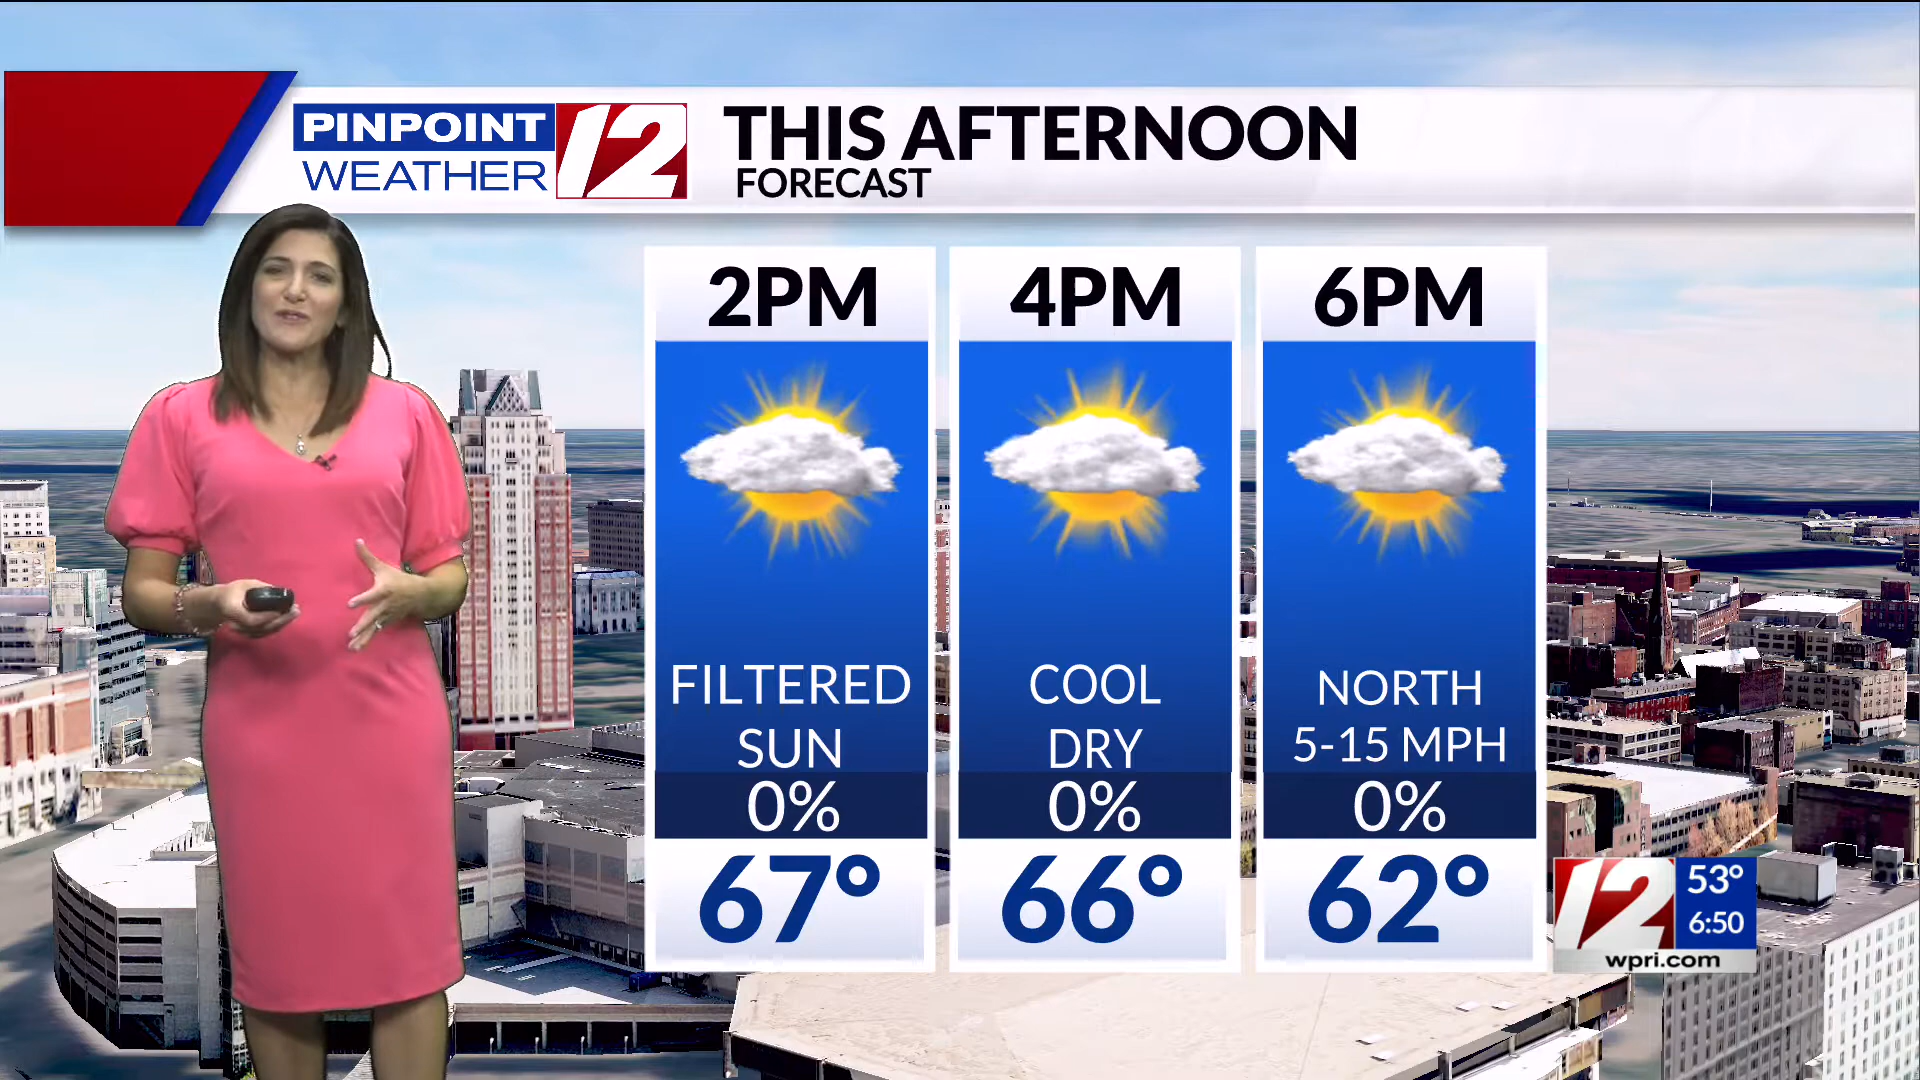 PINPOINT
WEATHER
12
THIS AFTERNOON
FORECAST
2PM
FILTERED
SUN
0%
67°
4PM
COOL
DRY
0%
66°
6PM
NORTH
5-15 MPH
0%
62°
12
53°
6:50
wpri.com